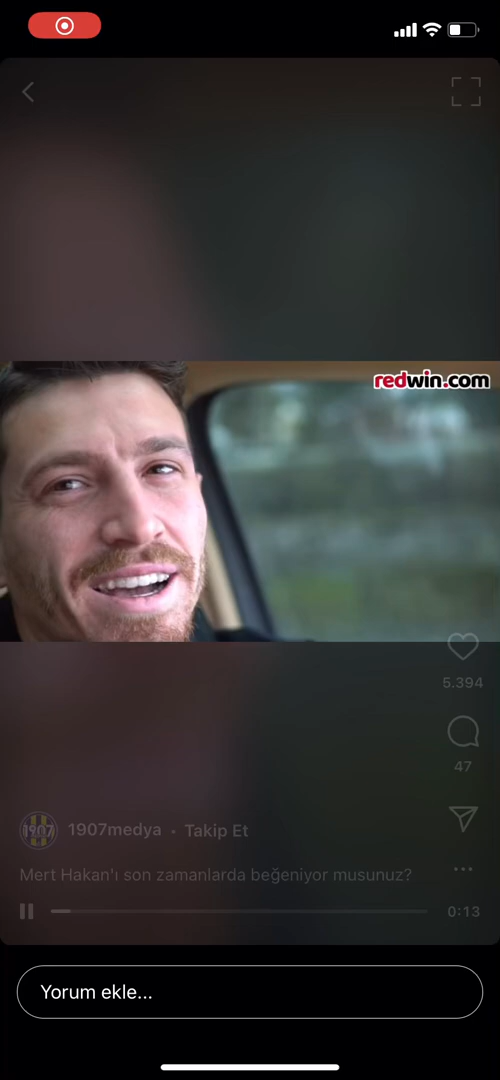 redwin.com
5.394
47
1907
1907medya · Takip Et
Mert Hakan'ı son zamanlarda beğeniyor musunuz?
0:13
Yorum ekle...